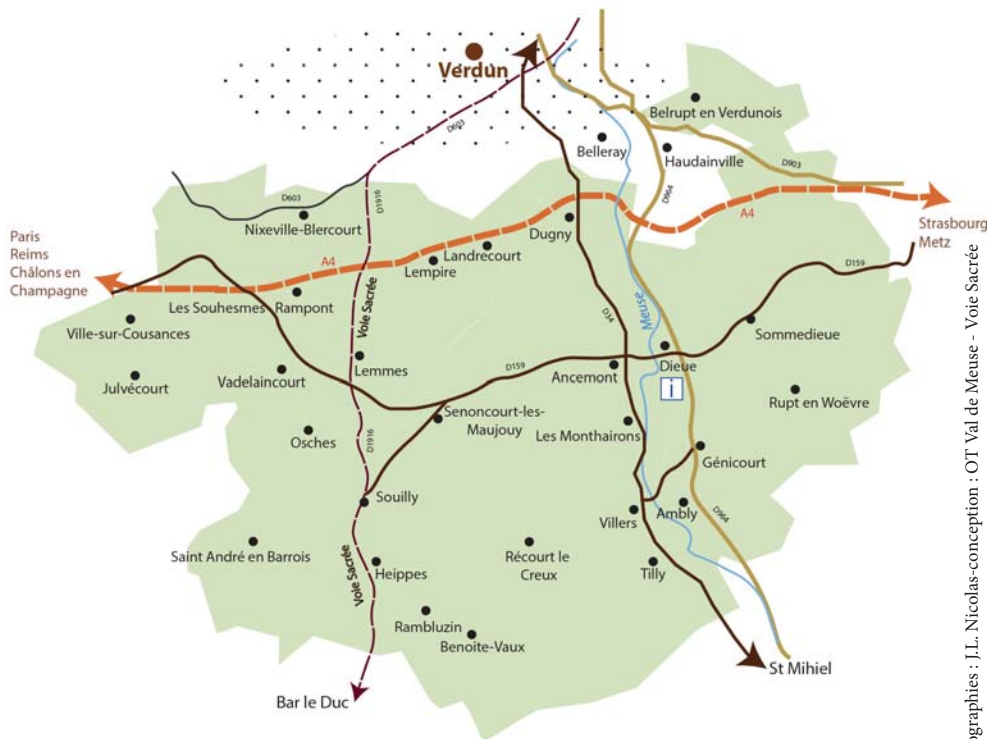 Verdun
Belrupt en Verdunois
D603
Belleray
Haudainville
D903
D603
D1916
D964
Nixeville-Blercourt
Dugny
A4
Strasbourg
Metz
Paris
Reims
Châlons en
Champagne
A4
Landrecourt
Lempire
D159
Les Souhesmes
Rampont
Voie Sacrée
Meuse
D34
Ville-sur-Cousances
Sommedieue
Lemmes
Dieue
Julvécourt
Vadelaincourt
D159
Ancemont
i
Rupt en Woëvre
Senoncourt-les-
Maujouy
Les Monthairons
Osches
D1916
Génicourt
Souilly
Villers
Ambly
D964
Saint André en Barrois
Voie Sacrée
Heippes
Récourt le
Creux
Tilly
Rambluzin
Benoite-Vaux
St Mihiel
Bar le Duc
ographies : J.L. Nicolas-conception : OT Val de Meuse - Voie Sacrée